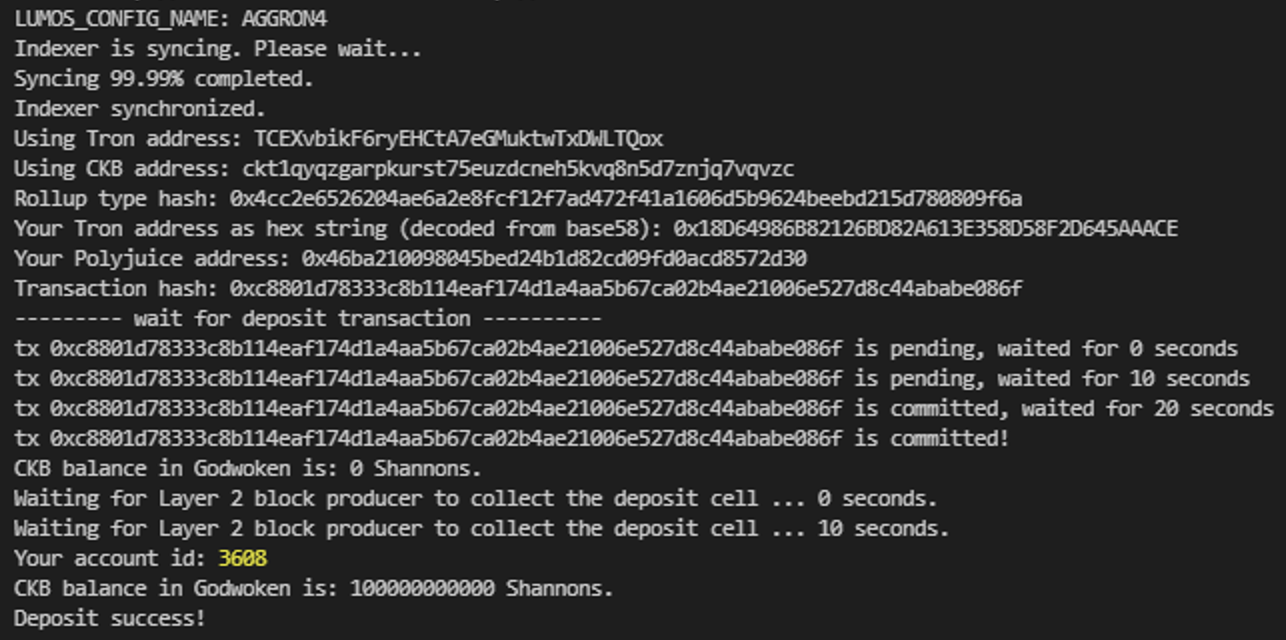 LUMOS_CONFIG_NAME: AGGRON4
Indexer is syncing. Please wait...
Syncing 99.99% completed.
Indexer synchronized.
Using Tron address: TCEXvbikF6ryEHCtA7eGMuktwTxDWLTQox
Using CKB address: ckt1qyqzgarpkurst75euzdcneh5kvq8n5d7znjq7vqvzc
Rollup type hash: 0x4cc2e6526204ae6a2e8fcf12f7ad472f41a1606d5b9624beebd215d780809f6a
Your Tron address as hex string (decoded from base58): 0x18D64986B82126BD82A613E358D58F2D645AAACE
Your Polyjuice address: 0x46ba210098045bed24b1d82cd09fd0acd8572d30
Transaction hash: 0xc8801d78333c8b114eaf174d1a4aa5b67ca02b4ae21006e527d8c44ababe086f
--------- wait for deposit transaction ----------
tx 0xc8801d78333c8b114eaf174d1a4aa5b67ca02b4ae21006e527d8c44ababe086f is pending, waited for 0 seconds
tx 0xc8801d78333c8b114eaf174d1a4aa5b67ca02b4ae21006e527d8c44ababe086f is pending, waited for 10 seconds
tx 0xc8801d78333c8b114eaf174d1a4aa5b67ca02b4ae21006e527d8c44ababe086f is committed, waited for 20 seconds
tx 0xc8801d78333c8b114eaf174d1a4aa5b67ca02b4ae21006e527d8c44ababe086f is committed!
CKB balance in Godwoken is: 0 Shannons.
Waiting for Layer 2 block producer to collect the deposit cell ... 0 seconds.
Waiting for Layer 2 block producer to collect the deposit cell ... 10 seconds.
Your account id: 3608
CKB balance in Godwoken is: 100000000000 Shannons.
Deposit success!